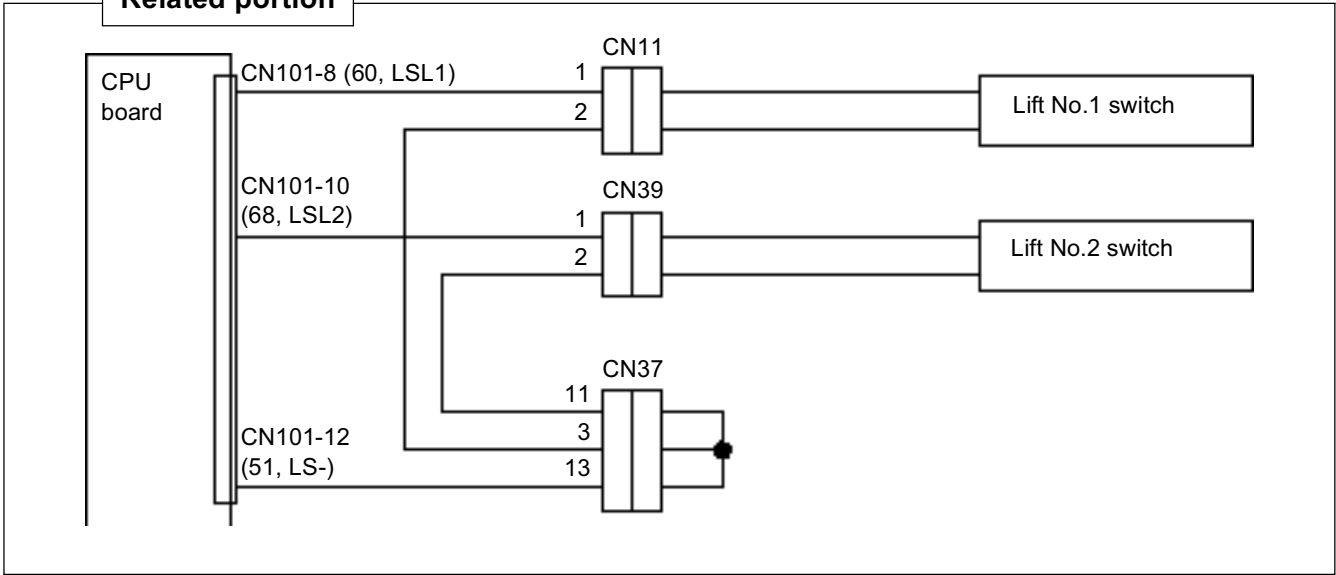 Related portion
CPU
board
CN101-8 (60, LSL1)
CN11
1
2
Lift No.1 switch
CN101-10
(68, LSL2)
CN39
1
2
Lift No.2 switch
CN37
11
3
13
CN101-12
(51, LS-)